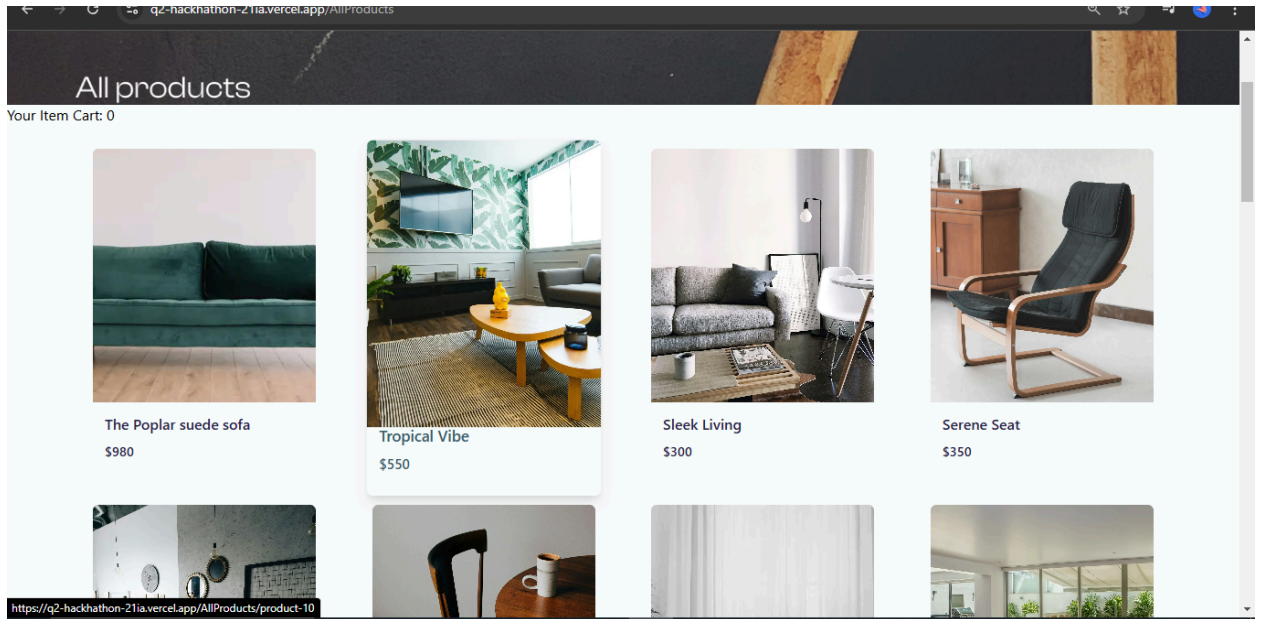 q2-hackhathon-21ia.vercel.app/AllProducts
All products
Your Item Cart: 0
The Poplar suede sofa
Tropical Vibe
Sleek Living
Serene Seat
$980
$550
$300
$350
https://q2-hackhathon-21ia.vercel.app/AllProducts/product-10